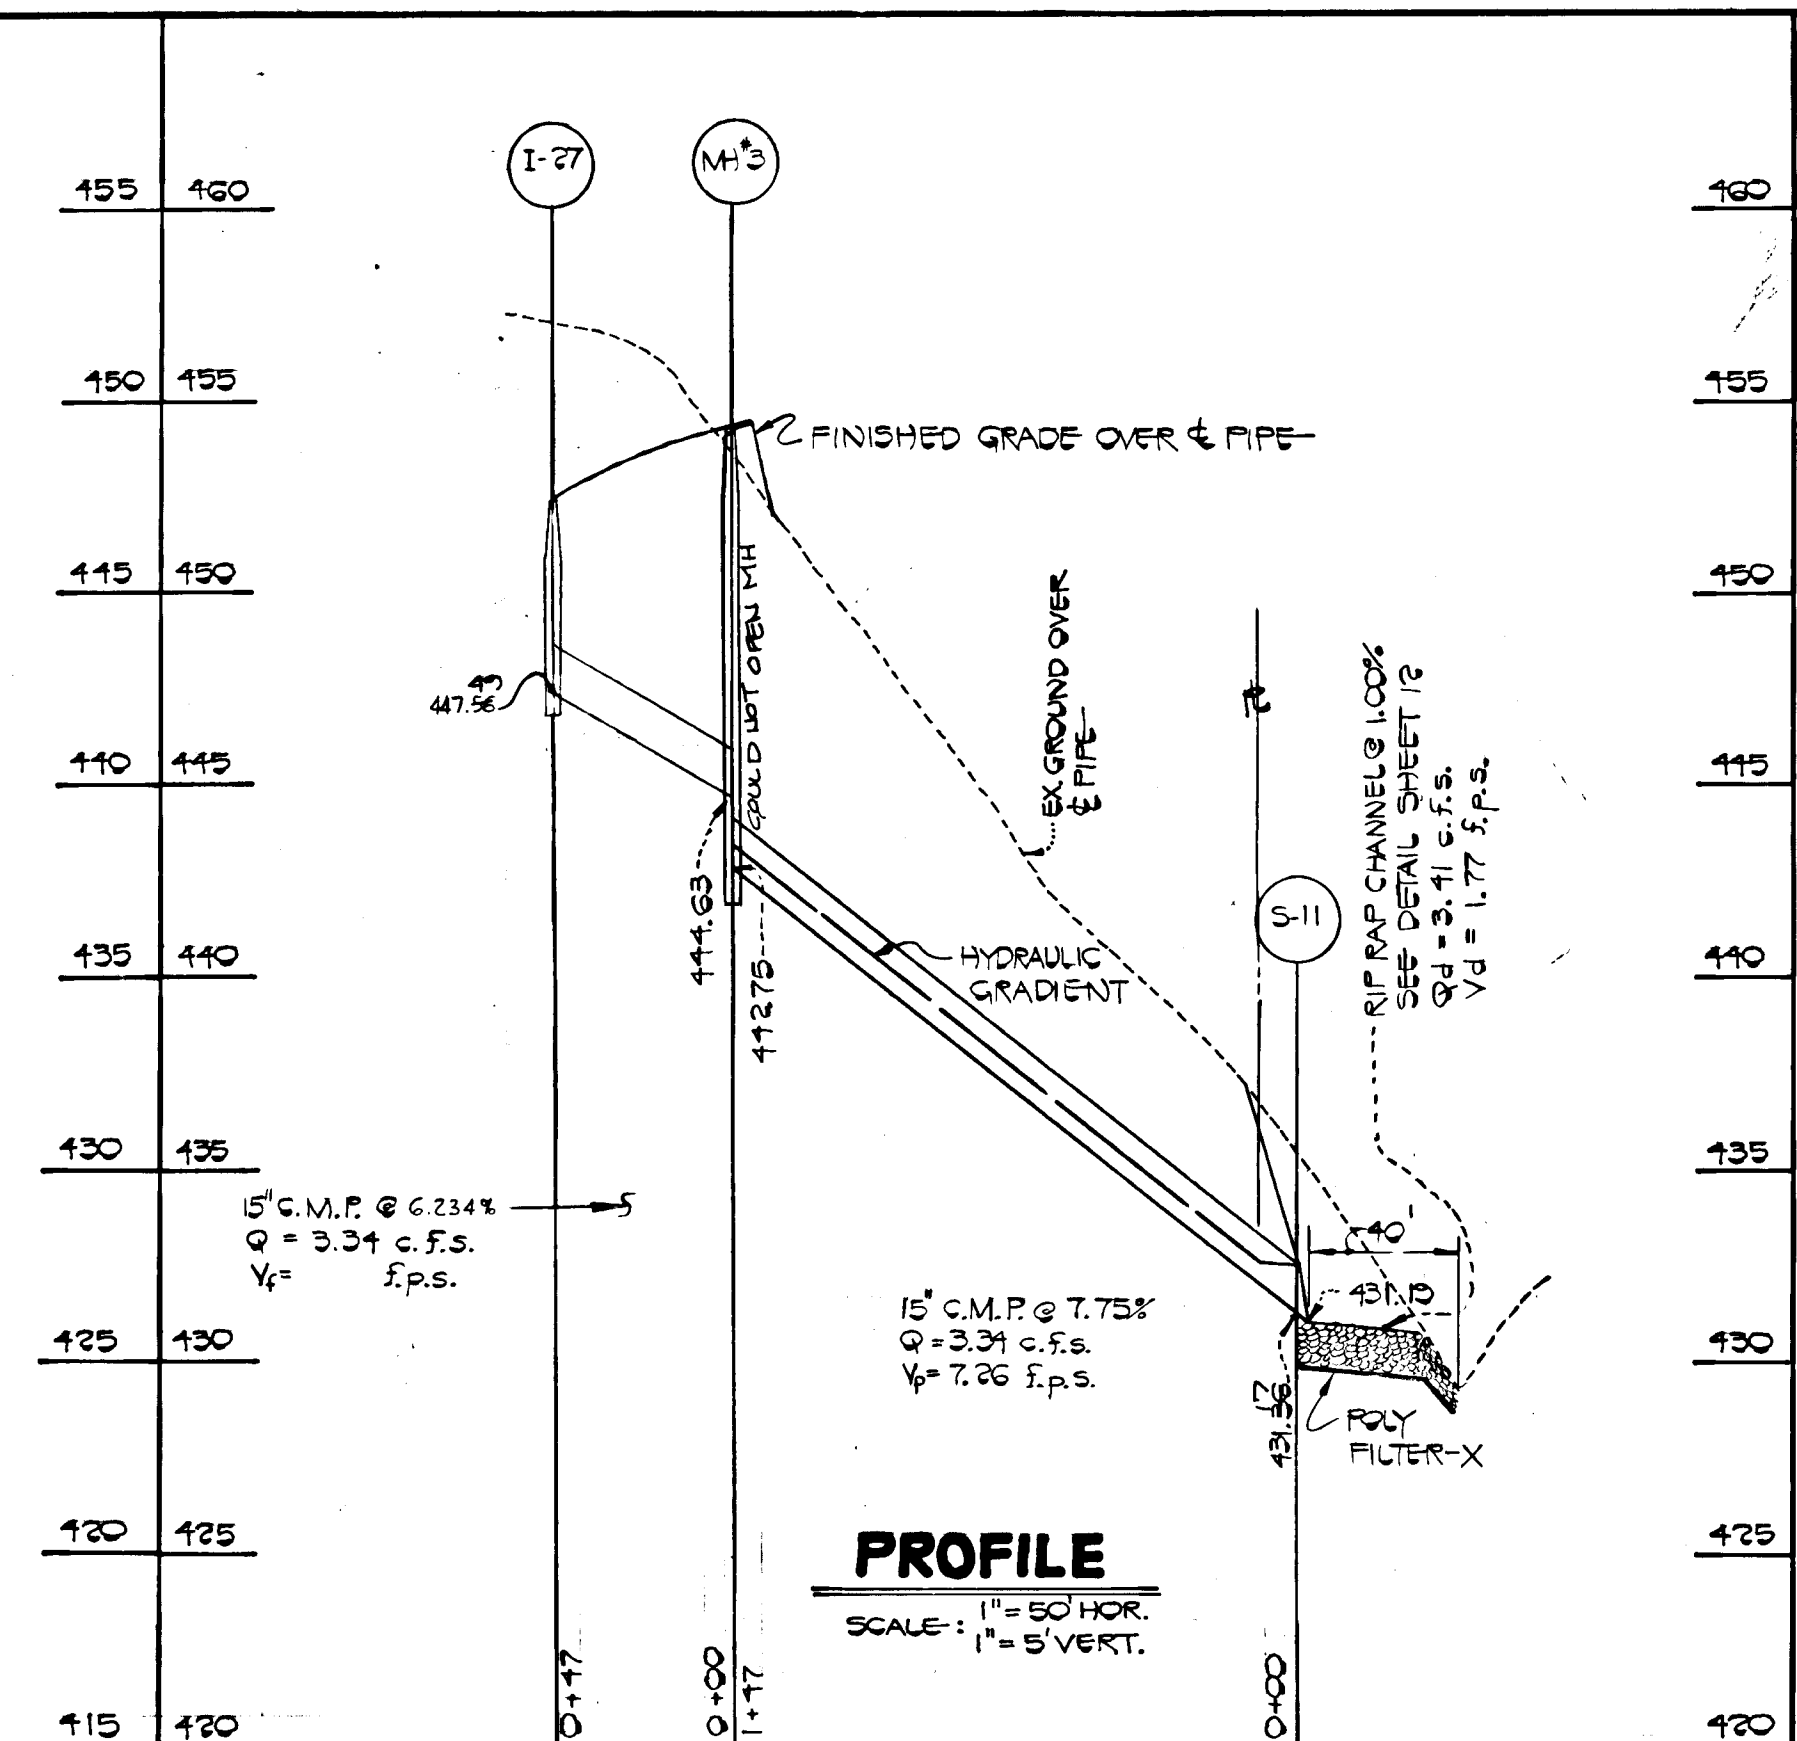 I-27
MH#3
455 460
460
450 455
455
FINISHED GRADE OVER ℄ PIPE
445 450
450
COULD NOT OPEN MH
EX. GROUND OVER
℄ PIPE
RIP RAP CHANNEL @ 1.00%
SEE DETAIL SHEET 12
Qd = 3.41 c.f.s.
Vd = 1.77 f.p.s.
49
447.56
440 445
445
444.63
442.75
S-11
435 440
440
HYDRAULIC
GRADIENT
430 435
435
15" C.M.P. @ 6.234%
Q = 3.34 c.f.s.
Vf= f.p.s.
40'
431.19
15" C.M.P. @ 7.75%
Q = 3.34 c.f.s.
Vp= 7.26 f.p.s.
425 430
430
17
431.36
POLY
FILTER-X
420 425
425
PROFILE
SCALE: 1"= 50' HOR.
1"= 5' VERT.
0+47
0+00
1+47
0+00
415 420
420